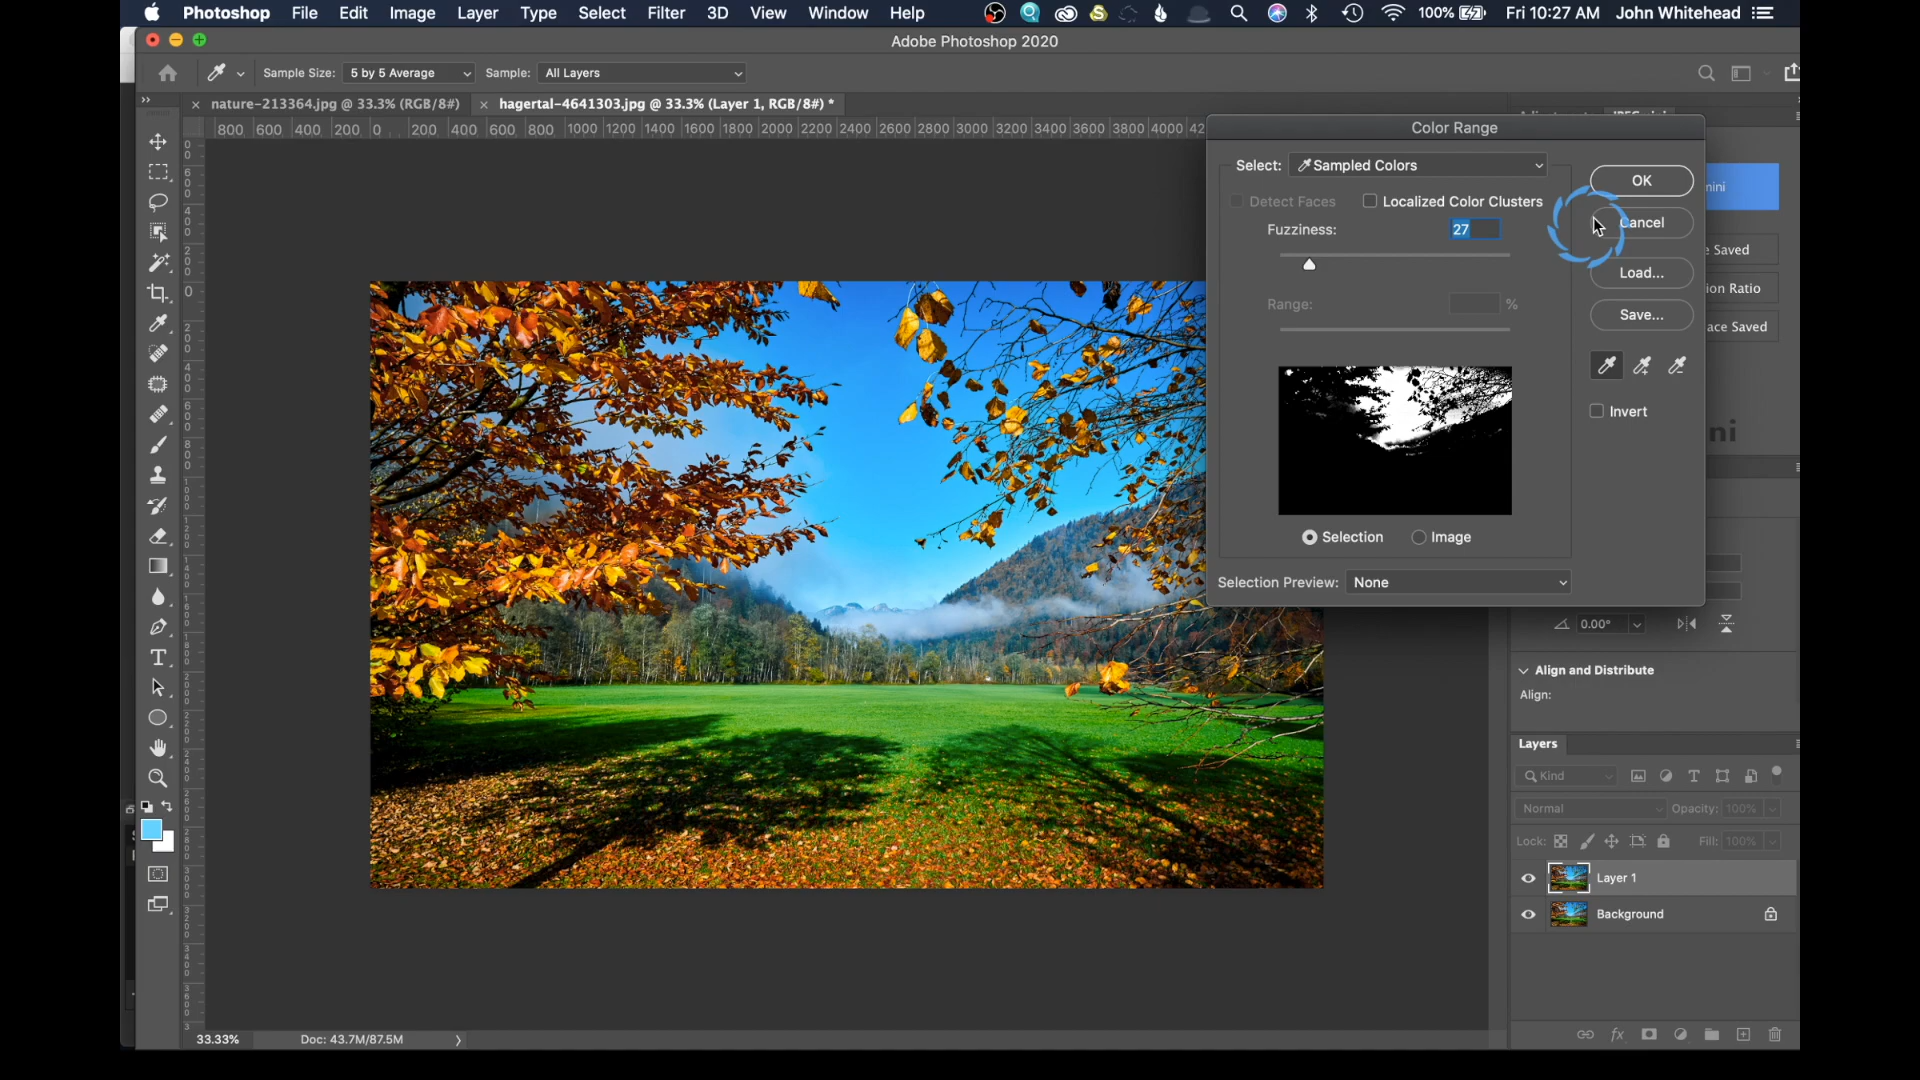 Photoshop File Edit Image Layer Type Select Filter 3D View Window Help 100% Fri 10:27 AM John Whitehead
Adobe Photoshop 2020
Sample Size: 5 by 5 Average Sample: All Layers
nature-213364.jpg @ 33.3% (RGB/8#) hagertal-4641303.jpg @ 33.3% (Layer 1, RGB/8#) *
800 600 400 200 0 200 400 600 800 1000 1200 1400 1600 1800 2000 2200 2400 2600 2800 3000 3200 3400 3600 3800 4000 42
Color Range
Select: Sampled Colors
OK
Detect Faces Localized Color Clusters
Fuzziness: 27
Cancel
Saved
Load...
ion Ratio
Range: %
Save...
ace Saved
Invert
ni
Selection Image
Selection Preview: None
0.00°
Align and Distribute
Align:
Layers
Kind
Normal Opacity: 100%
Lock: Fill: 100%
Layer 1
Background
fx
33.33% Doc: 43.7M/87.5M